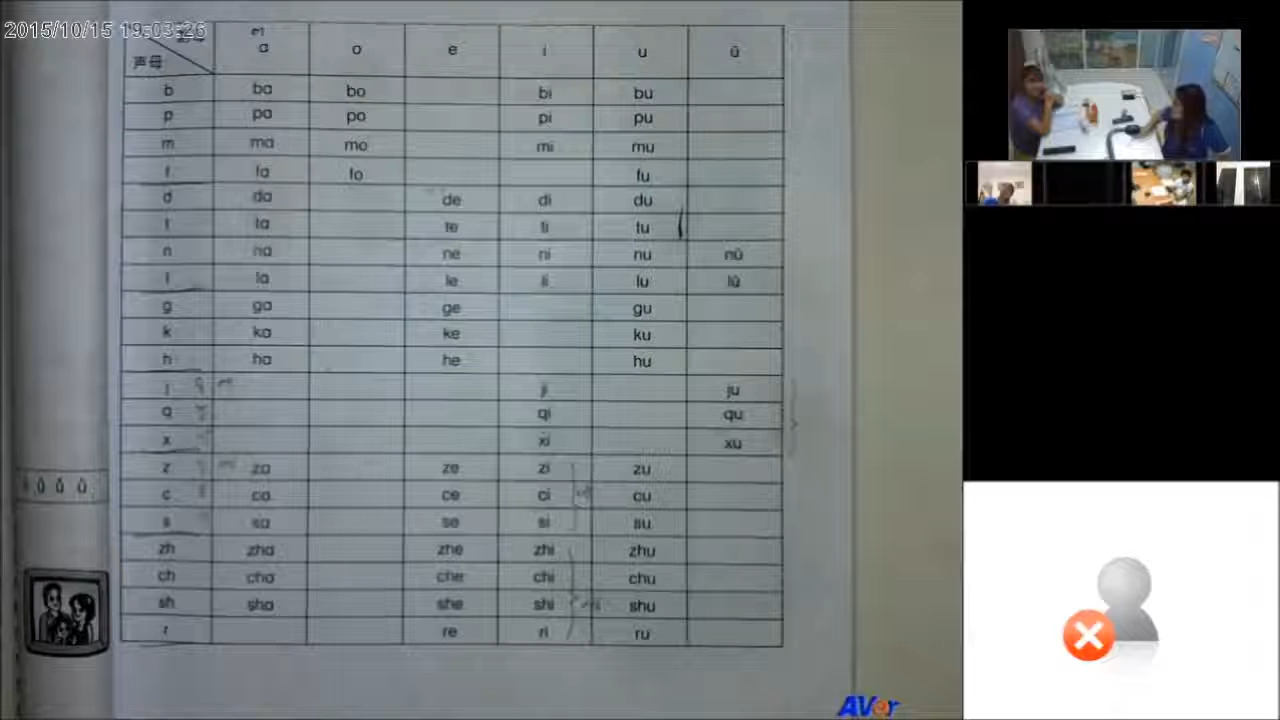 2015/10/15 19:03:26
a o e i u ü
声母
b ba bo bi bu
p pa po pi pu
m ma mo mi mu
f fa fo fu
d da de di du
t ta te ti tu
n na ne ni nu nü
l la le li lu lü
g ga ge gu
k ka ke ku
h ha he hu
j ji ju
q qi qu
x xi xu
z za ze zi zu
c ca ce ci cu
s sa se si su
zh zha zhe zhi zhu
ch cha che chi chu
sh sha she shi shu
r re ri ru
AVer